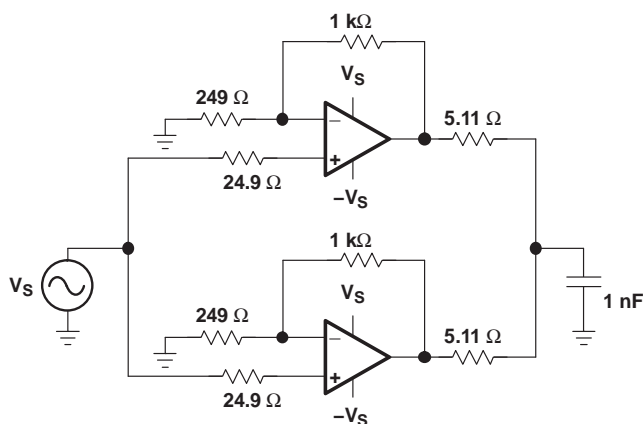 1 kΩ
V_S
249 Ω
5.11 Ω
–
+
24.9 Ω
–V_S
V_S
1 kΩ
V_S
249 Ω
5.11 Ω
1 nF
–
+
24.9 Ω
–V_S